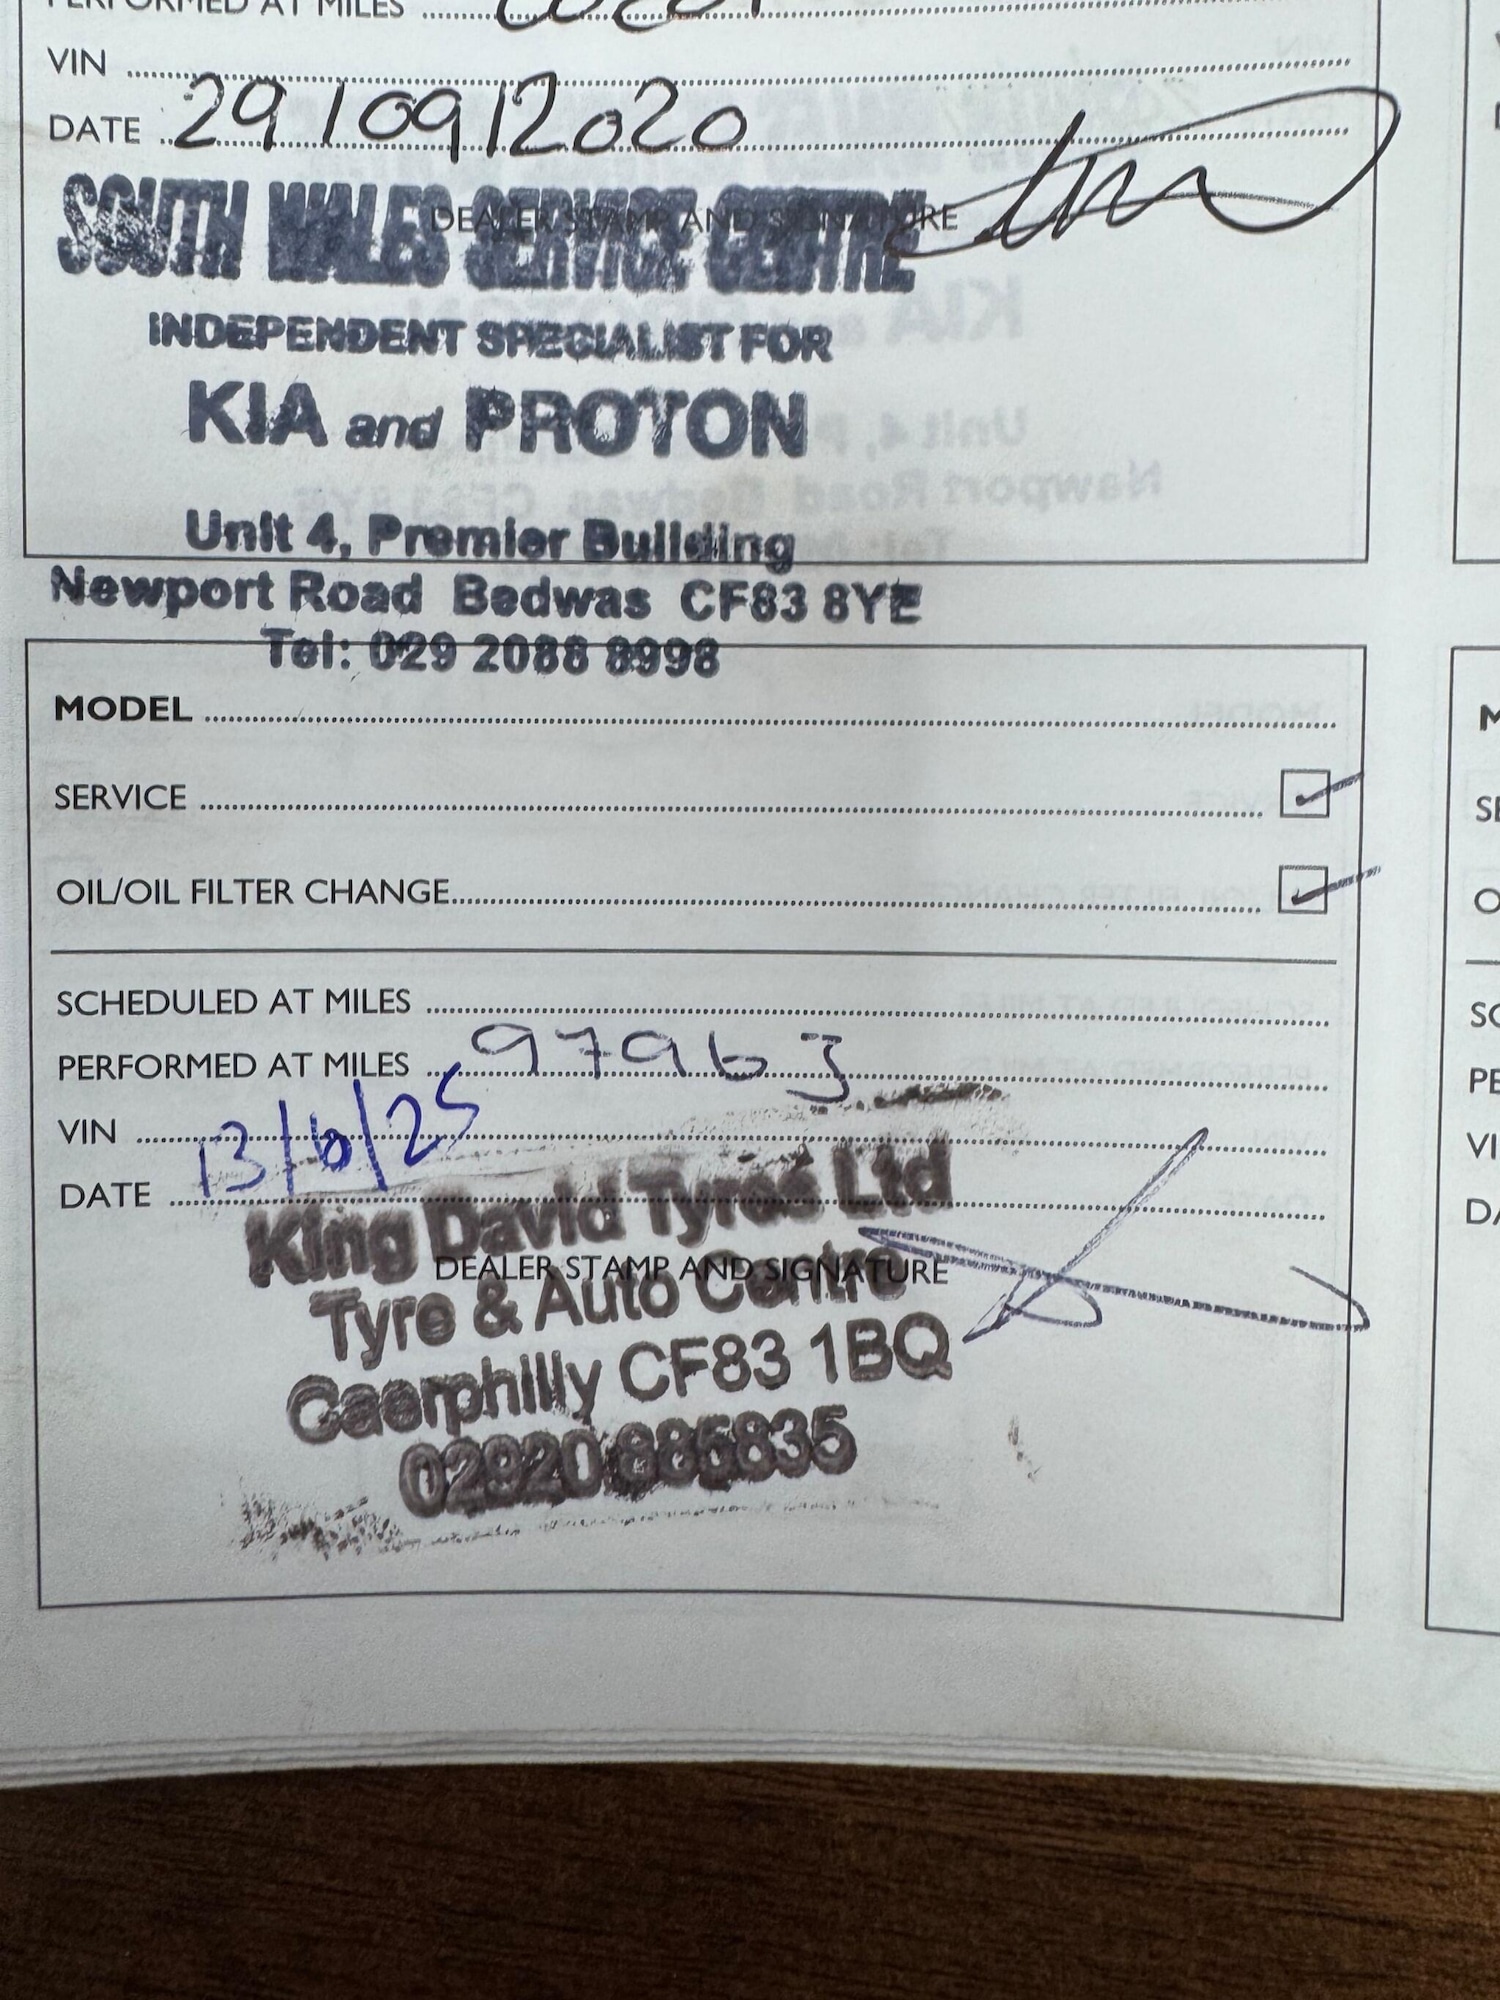 PERFORMED AT MILES
VIN
DATE 29/09/2020
DEALER STAMP AND SIGNATURE
SOUTH WALES SERVICE CENTRE
INDEPENDENT SPECIALIST FOR
KIA and PROTON
Unit 4, Premier Building
Newport Road Bedwas CF83 8YE
Tel: 029 2088 8998
MODEL
SERVICE
OIL/OIL FILTER CHANGE
SCHEDULED AT MILES
PERFORMED AT MILES 97963
VIN
DATE 13/6/25
King David Tyres Ltd
DEALER STAMP AND SIGNATURE
Tyre & Auto Centre
Caerphilly CF83 1BQ
02920 885835